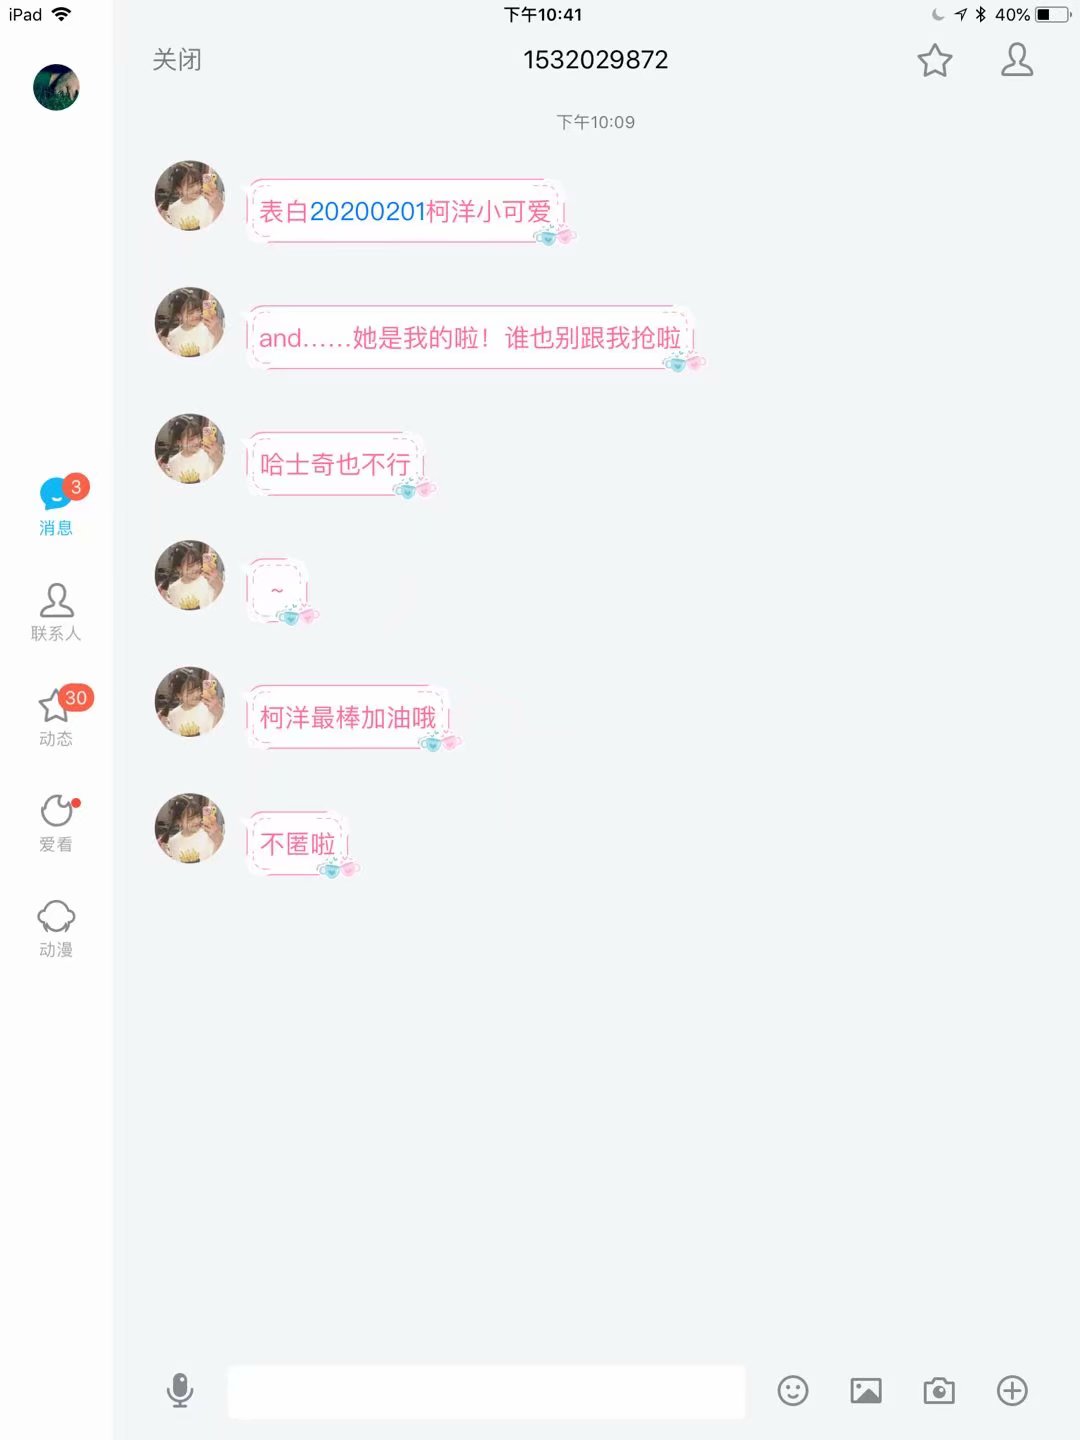 iPad 下午10:41 40%
关闭 1532029872
下午10:09
表白20200201柯洋小可爱
and……她是我的啦！谁也别跟我抢啦
哈士奇也不行
~
柯洋最棒加油哦
不匿啦
3
消息
联系人
30
动态
爱看
动漫